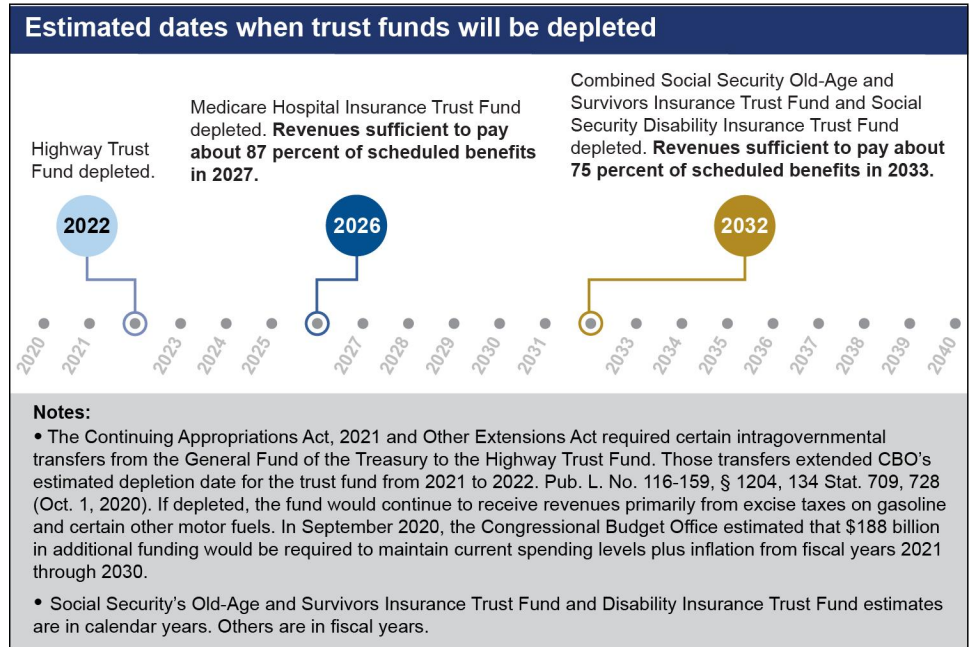 Estimated dates when trust funds will be depleted
Highway Trust
Fund depleted.
Medicare Hospital Insurance Trust Fund
depleted. Revenues sufficient to pay
about 87 percent of scheduled benefits
in 2027.
Combined Social Security Old-Age and
Survivors Insurance Trust Fund and Social
Security Disability Insurance Trust Fund
depleted. Revenues sufficient to pay about
75 percent of scheduled benefits in 2033.
2022
2026
2032
2020
2021
2023
2024
2025
2027
2028
2029
2030
2031
2033
2034
2035
2036
2037
2038
2039
2040
Notes:
• The Continuing Appropriations Act, 2021 and Other Extensions Act required certain intragovernmental
transfers from the General Fund of the Treasury to the Highway Trust Fund. Those transfers extended CBO's
estimated depletion date for the trust fund from 2021 to 2022. Pub. L. No. 116-159, § 1204, 134 Stat. 709, 728
(Oct. 1, 2020). If depleted, the fund would continue to receive revenues primarily from excise taxes on gasoline
and certain other motor fuels. In September 2020, the Congressional Budget Office estimated that $188 billion
in additional funding would be required to maintain current spending levels plus inflation from fiscal years 2021
through 2030.
• Social Security's Old-Age and Survivors Insurance Trust Fund and Disability Insurance Trust Fund estimates
are in calendar years. Others are in fiscal years.